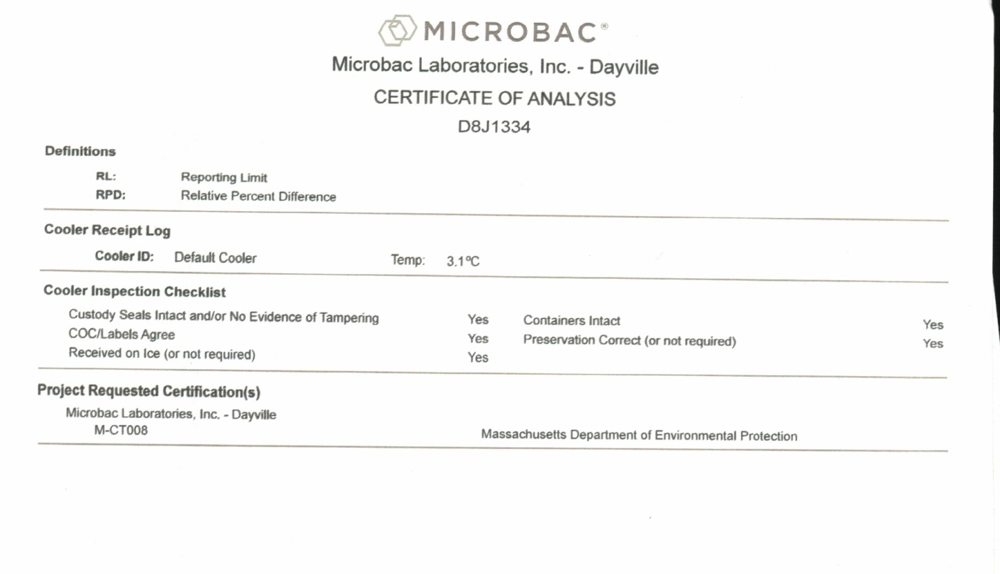 MICROBAC®
Microbac Laboratories, Inc. - Dayville
CERTIFICATE OF ANALYSIS
D8J1334
Definitions
RL: Reporting Limit
RPD: Relative Percent Difference
Cooler Receipt Log
Cooler ID: Default Cooler Temp: 3.1ºC
Cooler Inspection Checklist
Custody Seals Intact and/or No Evidence of Tampering Yes Containers Intact Yes
COC/Labels Agree Yes Preservation Correct (or not required) Yes
Received on Ice (or not required) Yes
Project Requested Certification(s)
Microbac Laboratories, Inc. - Dayville
M-CT008 Massachusetts Department of Environmental Protection